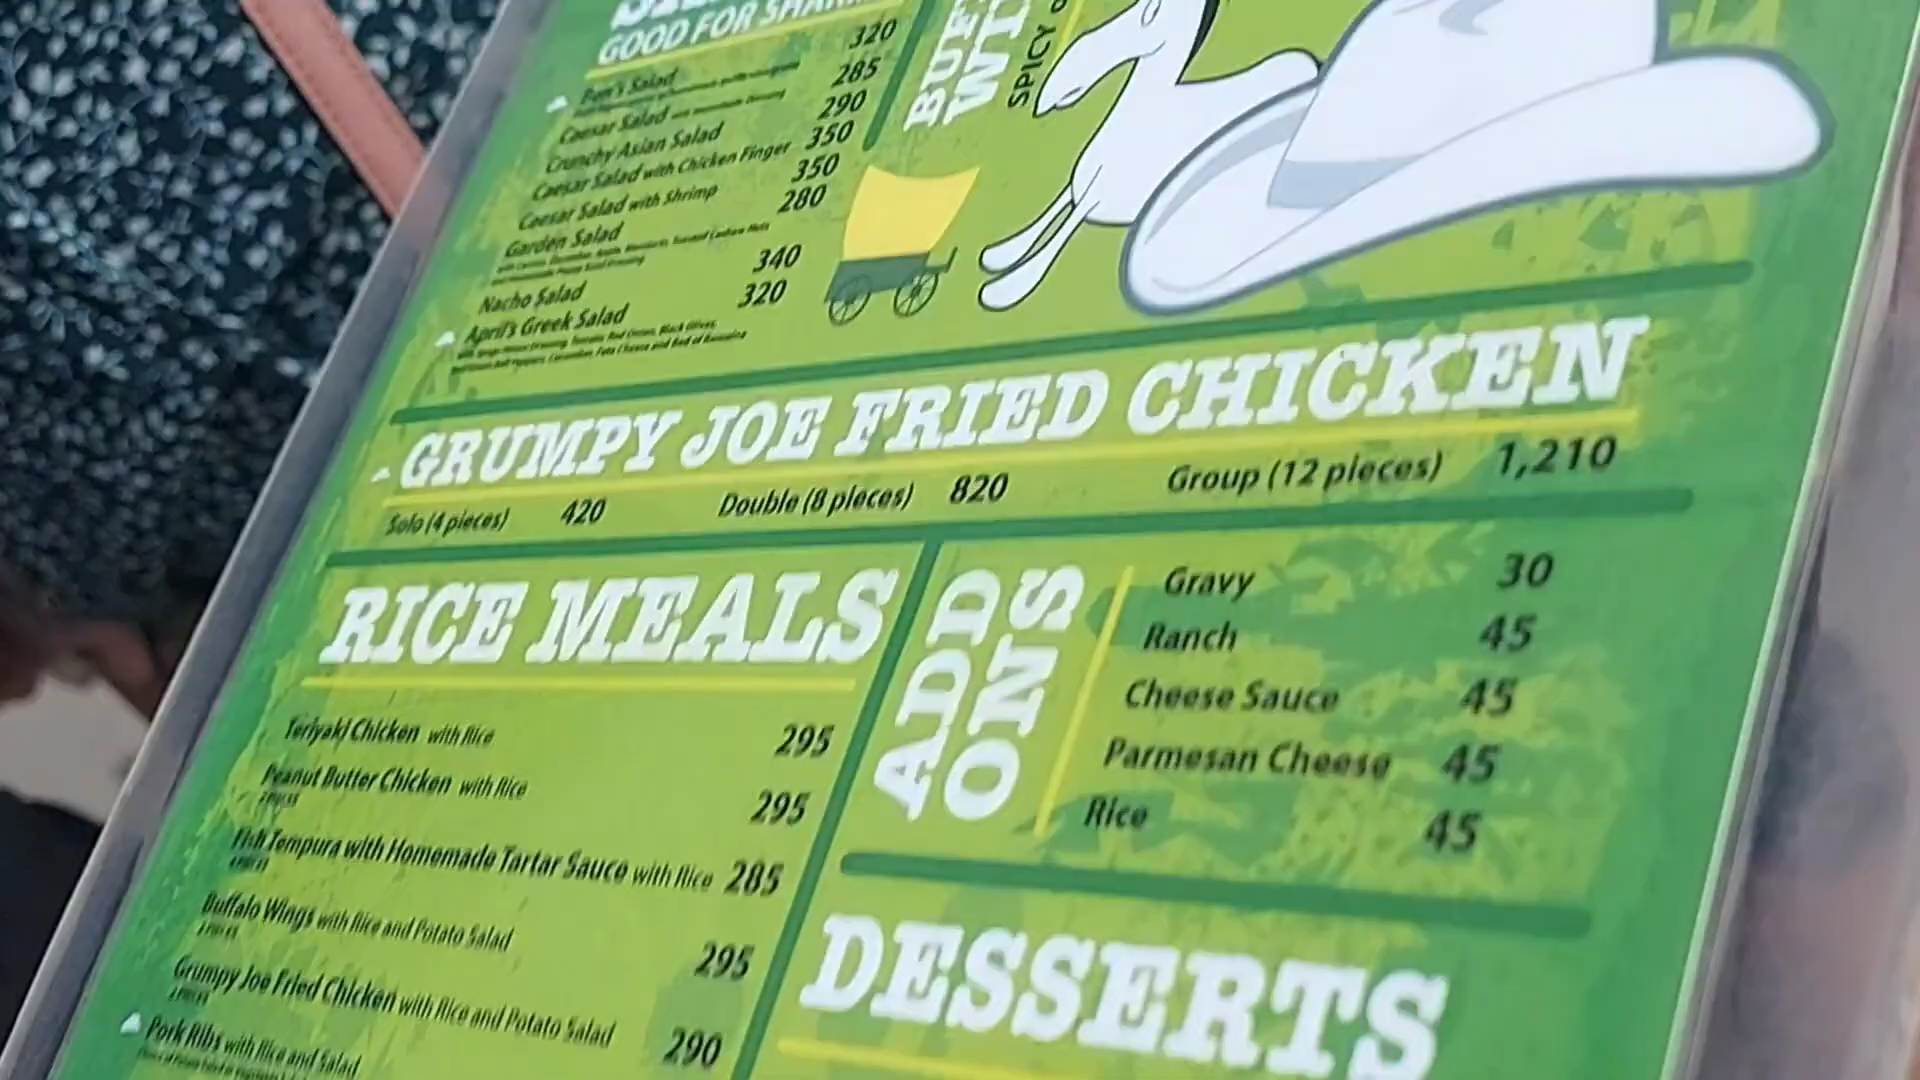 GOOD FOR SHARING
Dan's Salad 320
Caesar Salad 285
Crunchy Asian Salad 290
Caesar Salad with Chicken Finger 350
Caesar Salad with Shrimp 350
Garden Salad 280
Nacho Salad 340
April's Greek Salad 320
SPICY
GRUMPY JOE FRIED CHICKEN
Solo (4 pieces) 420 Double (8 pieces) 820 Group (12 pieces) 1,210
RICE MEALS
Teriyaki Chicken with Rice 295
Peanut Butter Chicken with Rice 295
Fish Tempura with Homemade Tartar Sauce with Rice 285
Buffalo Wings with Rice and Potato Salad 295
Grumpy Joe Fried Chicken with Rice and Potato Salad 290
Pork Ribs with Rice and Salad
ADD
ONS
Gravy 30
Ranch 45
Cheese Sauce 45
Parmesan Cheese 45
Rice 45
DESSERTS